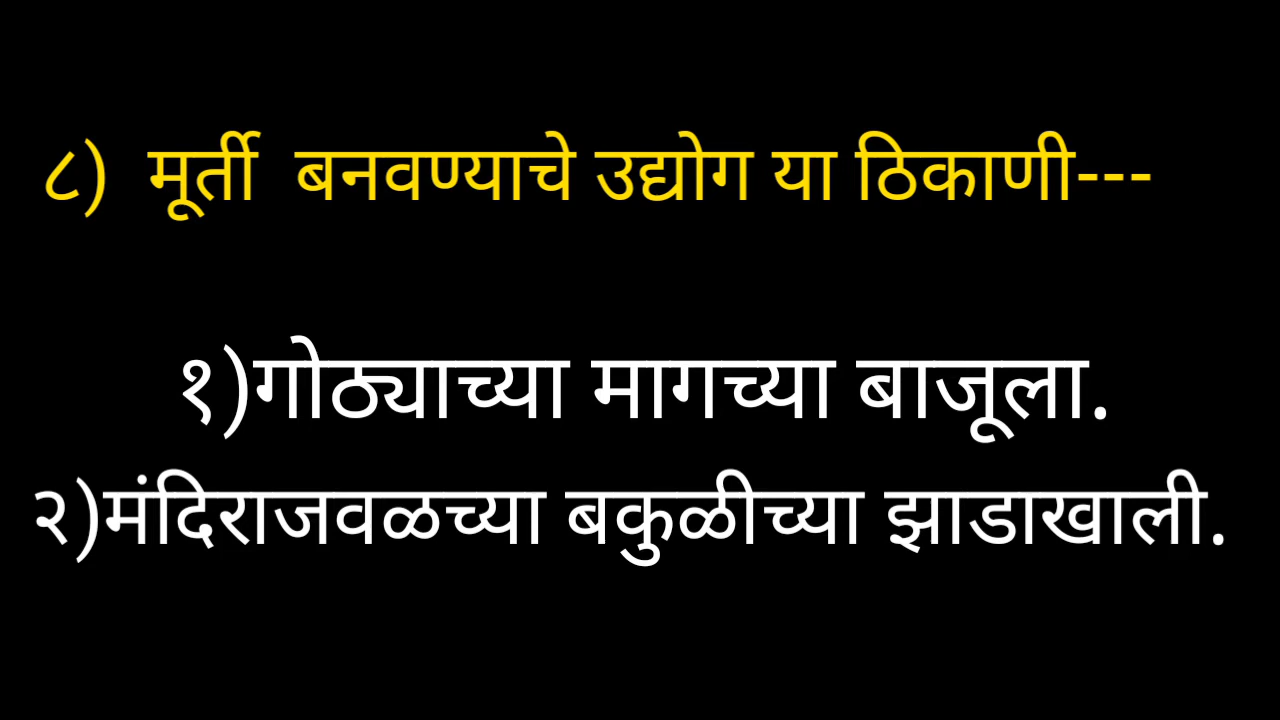 ८) मूर्ती बनवण्याचे उद्योग या ठिकाणी---
१)गोठ्याच्या मागच्या बाजूला.
२)मंदिराजवळच्या बकुळीच्या झाडाखाली.